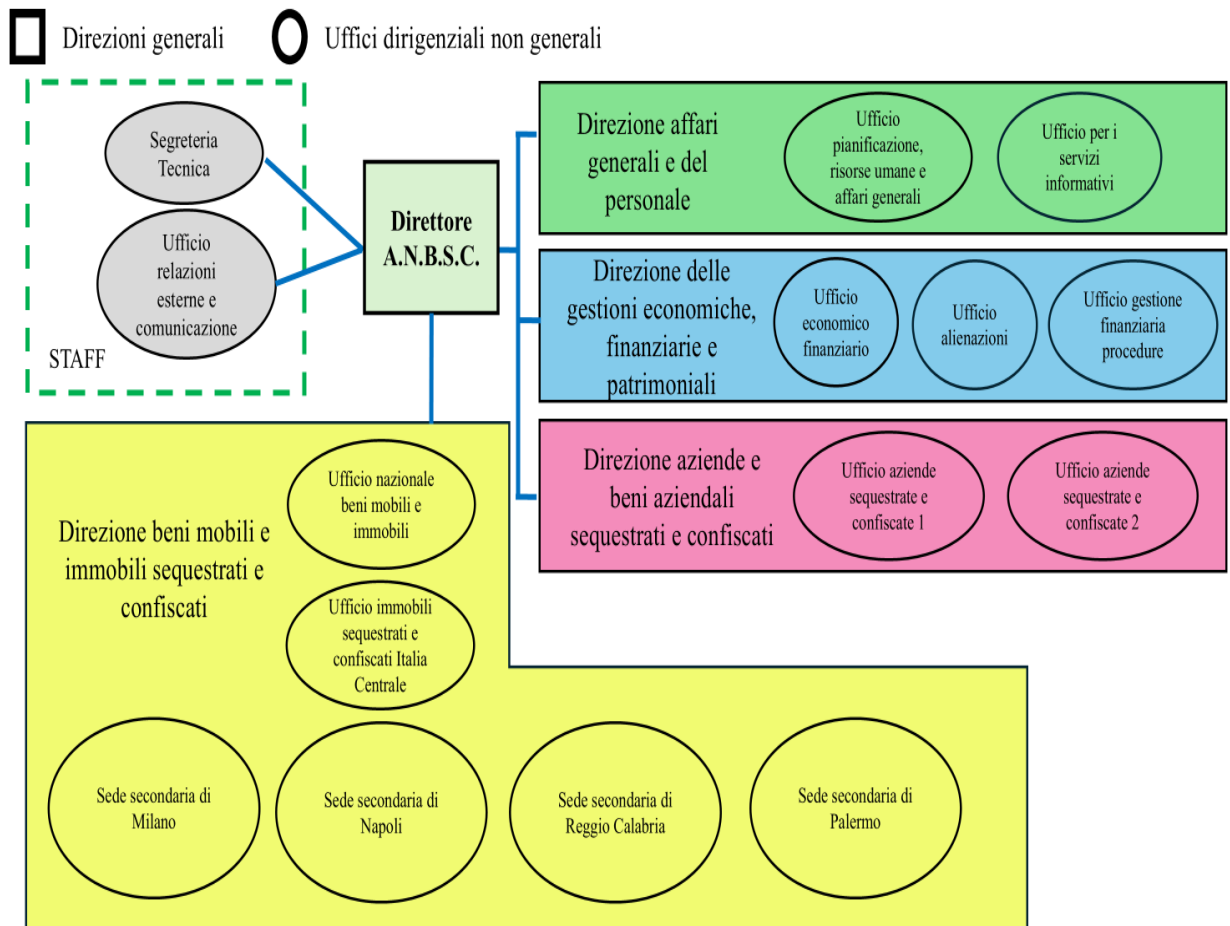 Direzioni generali
Uffici dirigenziali non generali
Segreteria
Tecnica
Ufficio
relazioni
esterne e
comunicazione
STAFF
Direttore
A.N.B.S.C.
Direzione affari
generali e del
personale
Ufficio
pianificazione,
risorse umane e
affari generali
Ufficio per i
servizi
informativi
Direzione delle
gestioni economiche,
finanziarie e
patrimoniali
Ufficio
economico
finanziario
Ufficio
alienazioni
Ufficio gestione
finanziaria
procedure
Direzione aziende e
beni aziendali
sequestrati e confiscati
Ufficio aziende
sequestrate e
confiscate 1
Ufficio aziende
sequestrate e
confiscate 2
Direzione beni mobili e
immobili sequestrati e
confiscati
Ufficio nazionale
beni mobili e
immobili
Ufficio immobili
sequestrati e
confiscati Italia
Centrale
Sede secondaria di
Milano
Sede secondaria di
Napoli
Sede secondaria di
Reggio Calabria
Sede secondaria di
Palermo